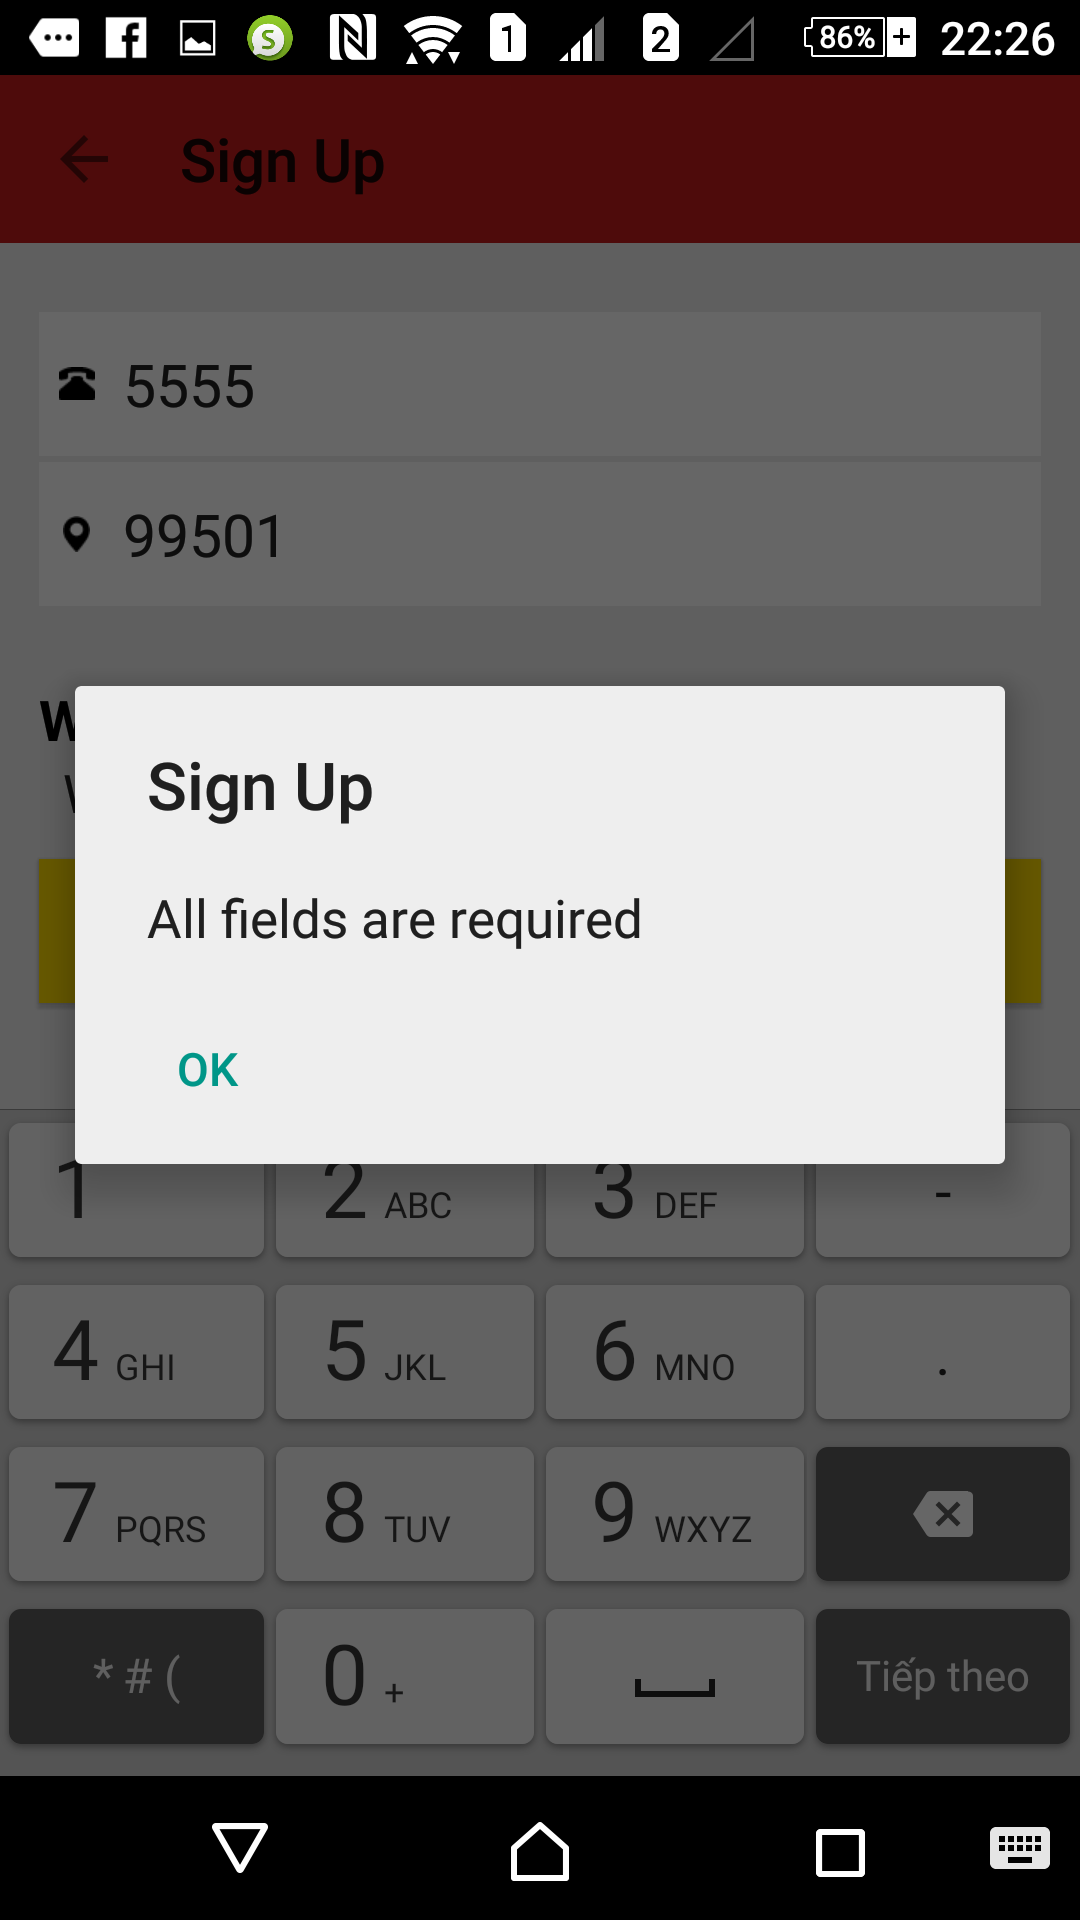 1 2 86% 22:26
Sign Up
5555
99501
W
Sign Up
All fields are required
OK
1 2 ABC 3 DEF -
4 GHI 5 JKL 6 MNO .
7 PQRS 8 TUV 9 WXYZ
* # ( 0 + Tiếp theo